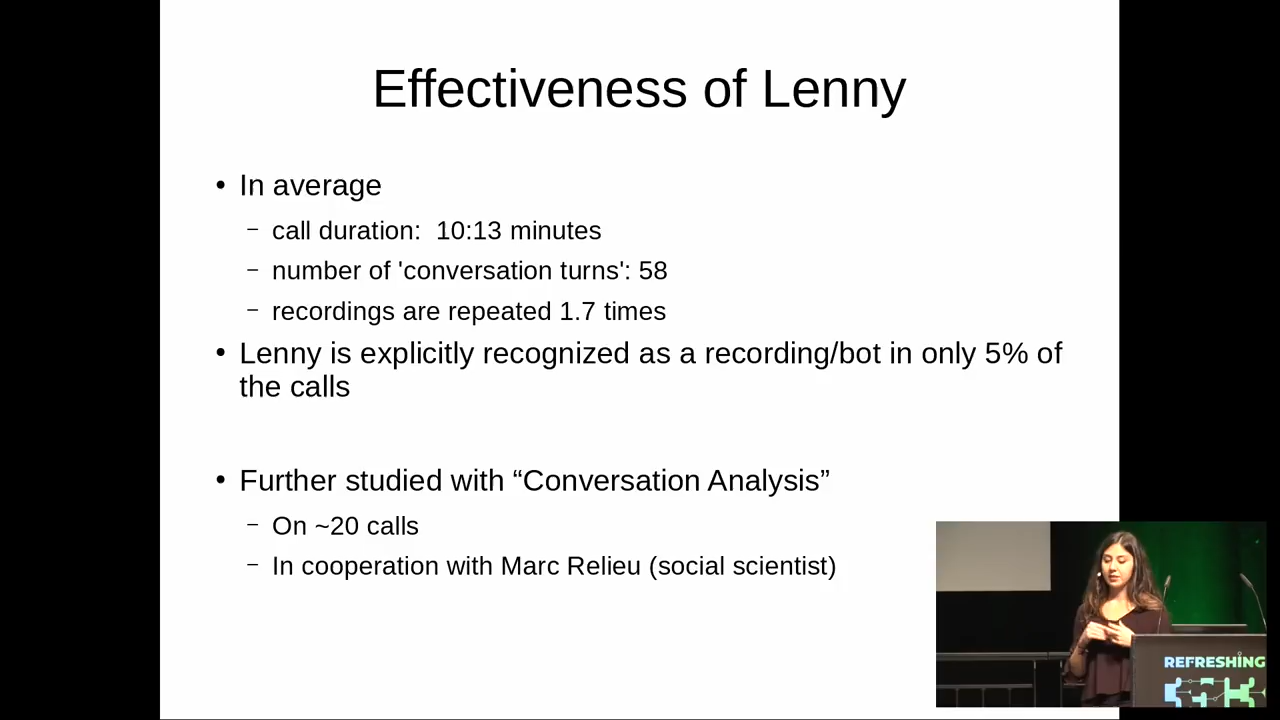 Effectiveness of Lenny
• In average
– call duration:  10:13 minutes
– number of 'conversation turns': 58
– recordings are repeated 1.7 times
• Lenny is explicitly recognized as a recording/bot in only 5% of
the calls
• Further studied with “Conversation Analysis”
– On ~20 calls
– In cooperation with Marc Relieu (social scientist)
REFRESHING